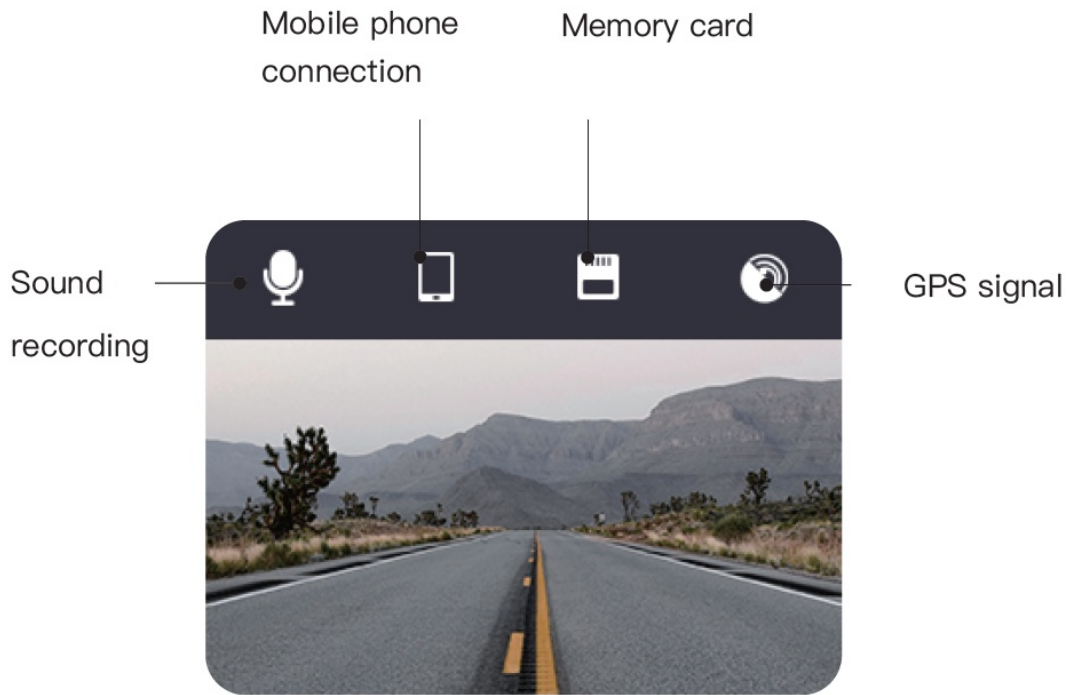 Mobile phone
connection
Memory card
Sound
recording
GPS signal